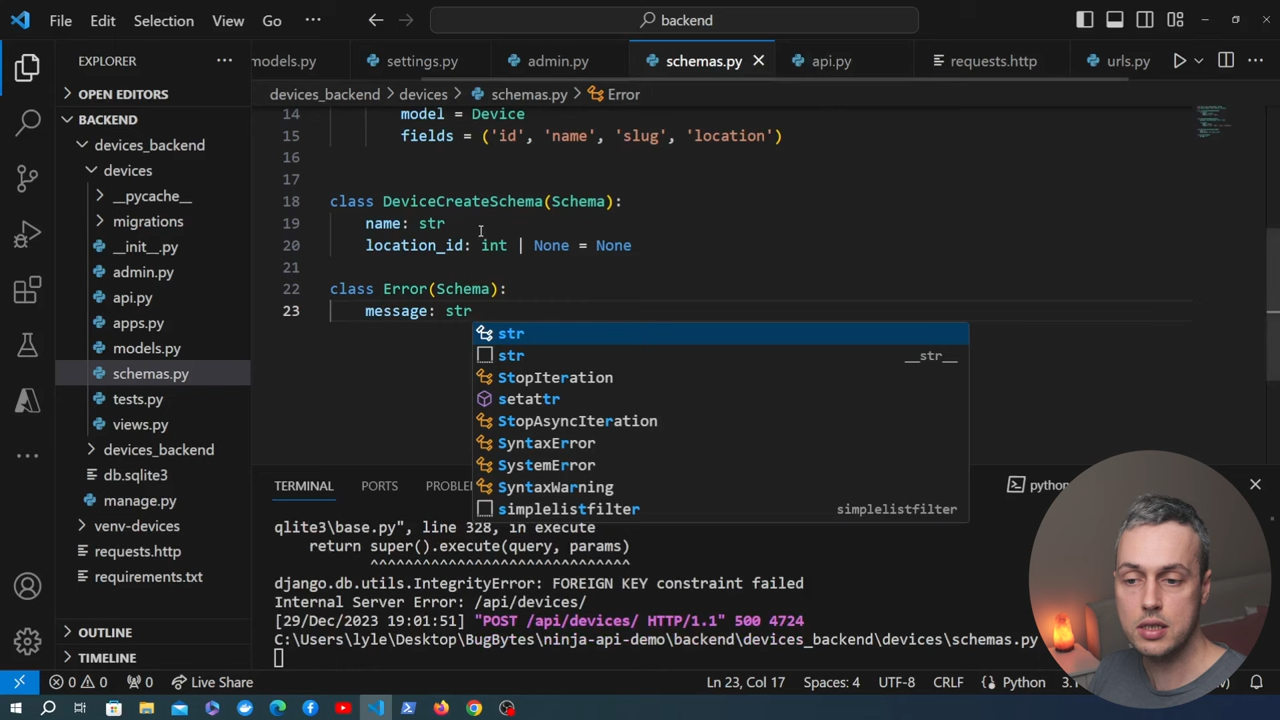 File Edit Selection View Go ··· backend
EXPLORER ··· models.py settings.py admin.py schemas.py api.py requests.http urls.py ···
OPEN EDITORS
BACKEND
devices_backend
devices
__pycache__
migrations
__init__.py
admin.py
api.py
apps.py
models.py
schemas.py
tests.py
views.py
devices_backend
db.sqlite3
manage.py
venv-devices
requests.http
requirements.txt
OUTLINE
TIMELINE
devices_backend > devices > schemas.py > Error
14 model = Device
15 fields = ('id', 'name', 'slug', 'location')
16
17
18 class DeviceCreateSchema(Schema):
19 name: str
20 location_id: int | None = None
21
22 class Error(Schema):
23 message: str
str
str __str__
StopIteration
setattr
StopAsyncIteration
SyntaxError
SystemError
SyntaxWarning
simplelistfilter simplelistfilter
TERMINAL PORTS PROBLE python
qlite3\base.py", line 328, in execute
return super().execute(query, params)
^^^^^^^^^^^^^^^^^^^^^^^^^^^^^
django.db.utils.IntegrityError: FOREIGN KEY constraint failed
Internal Server Error: /api/devices/
[29/Dec/2023 19:01:51] "POST /api/devices/ HTTP/1.1" 500 4724
C:\Users\lyle\Desktop\BugBytes\ninja-api-demo\backend\devices_backend\devices\schemas.py
0 0 0 Live Share Ln 23, Col 17 Spaces: 4 UTF-8 CRLF Python 3.1